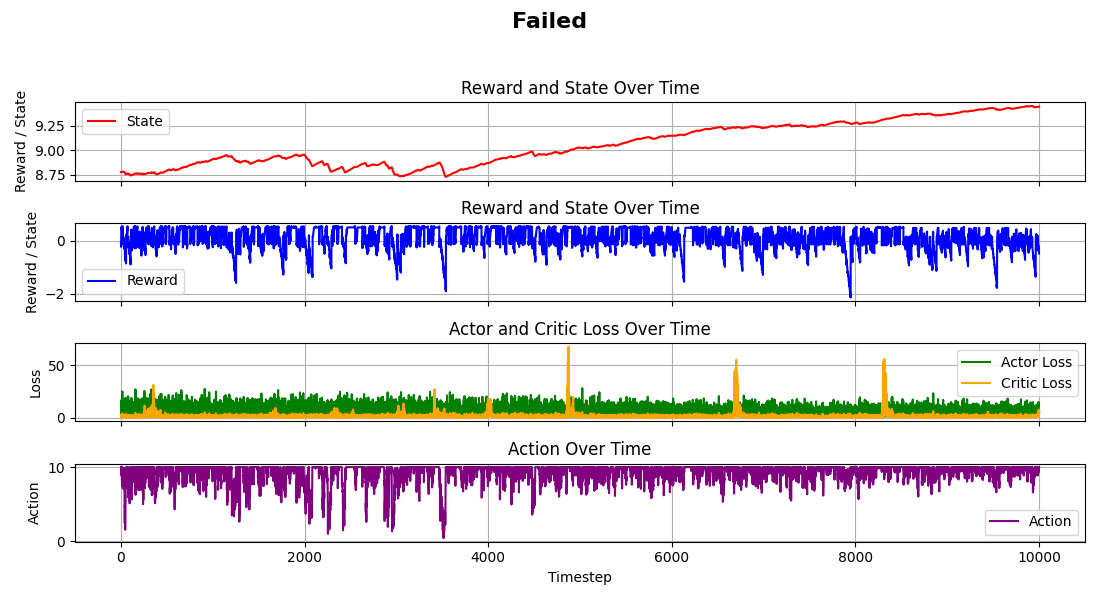 Failed
Reward and State Over Time
Reward / State
State
9.25
9.00
8.75
Reward and State Over Time
Reward / State
Reward
0
−2
Actor and Critic Loss Over Time
Loss
Actor Loss
Critic Loss
50
0
Action Over Time
Action
Action
10
0
0 2000 4000 6000 8000 10000
Timestep